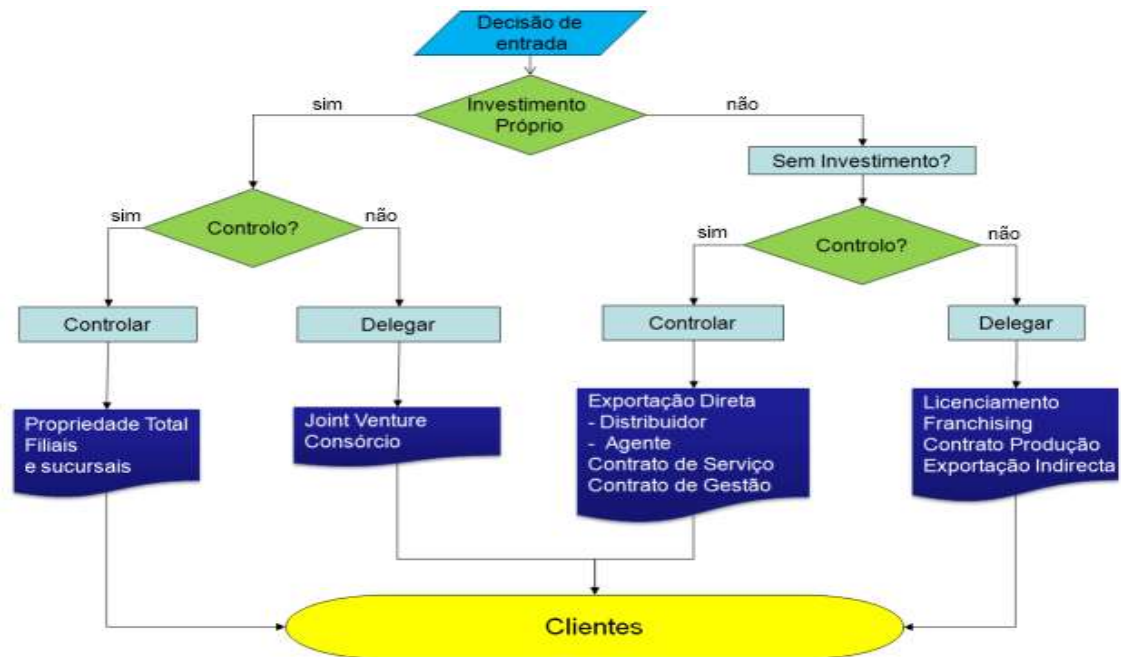 Decisão de
entrada
sim
Investimento
Próprio
não
Sem Investimento?
sim
Controlo?
não
sim
Controlo?
não
Controlar
Delegar
Controlar
Delegar
Propriedade Total
Filiais
e sucursais
Joint Venture
Consórcio
Exportação Direta
- Distribuidor
- Agente
Contrato de Serviço
Contrato de Gestão
Licenciamento
Franchising
Contrato Produção
Exportação Indirecta
Clientes